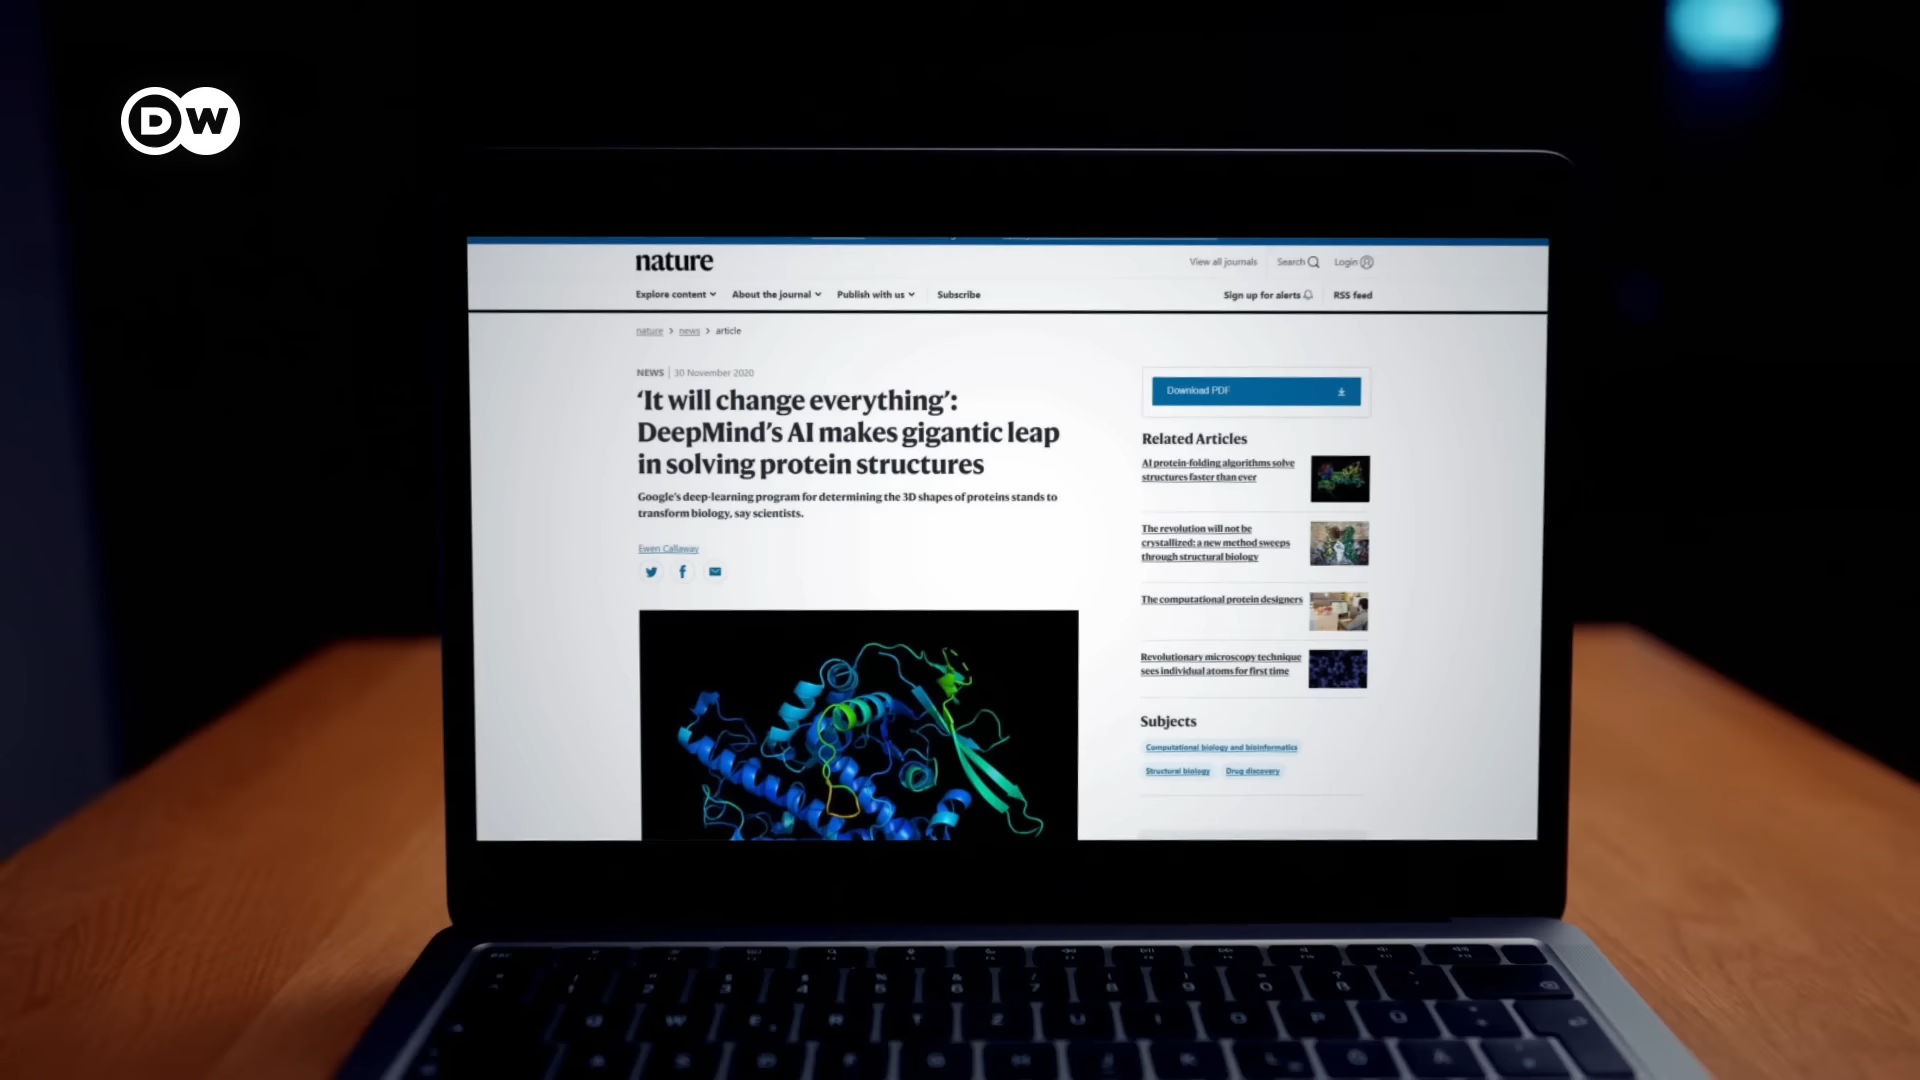 DW
nature
View all journals
Search
Login
Explore content
About the journal
Publish with us
Subscribe
Sign up for alerts
RSS feed
nature > news > article
NEWS | 30 November 2020
‘It will change everything’:
DeepMind’s AI makes gigantic leap
in solving protein structures
Google’s deep-learning program for determining the 3D shapes of proteins stands to
transform biology, say scientists.
Ewen Callaway
Download PDF
Related Articles
AI protein-folding algorithms solve
structures faster than ever
The revolution will not be
crystallized: a new method sweeps
through structural biology
The computational protein designers
Revolutionary microscopy technique
sees individual atoms for first time
Subjects
Computational biology and bioinformatics
Structural biology
Drug discovery